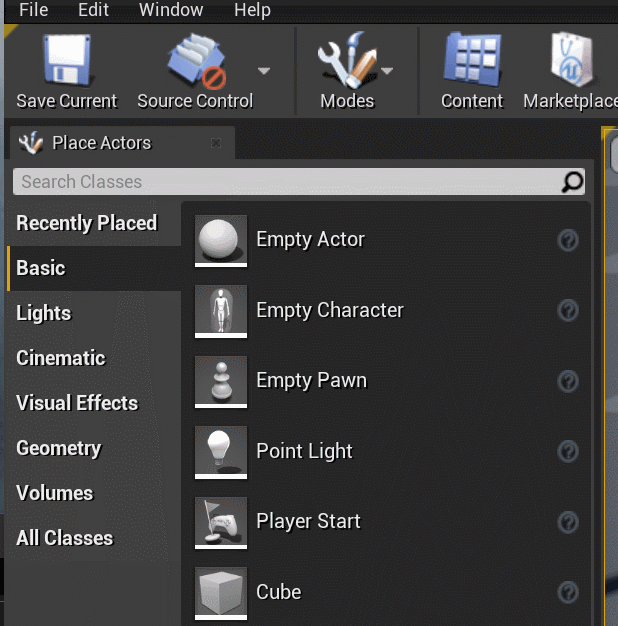 File Edit Window Help
Save Current Source Control Modes Content Marketplace
Place Actors
Search Classes
Recently Placed
Basic
Lights
Cinematic
Visual Effects
Geometry
Volumes
All Classes
Empty Actor
Empty Character
Empty Pawn
Point Light
Player Start
Cube